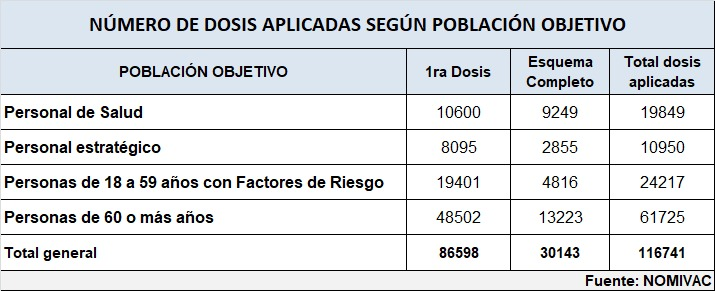 NÚMERO DE DOSIS APLICADAS SEGÚN POBLACIÓN OBJETIVO
POBLACIÓN OBJETIVO 1ra Dosis Esquema Completo Total dosis aplicadas
Personal de Salud 10600 9249 19849
Personal estratégico 8095 2855 10950
Personas de 18 a 59 años con Factores de Riesgo 19401 4816 24217
Personas de 60 o más años 48502 13223 61725
Total general 86598 30143 116741
Fuente: NOMIVAC